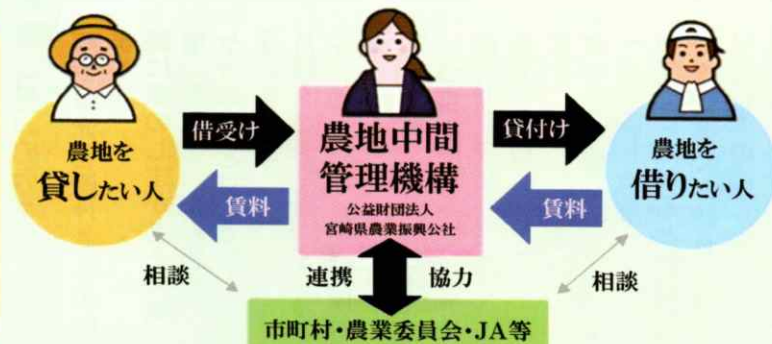 農地を
貸したい人
借受け
賃料
農地中間
管理機構
公益財団法人
宮崎県農業振興公社
貸付け
賃料
農地を
借りたい人
相談
連携
協力
相談
市町村・農業委員会・JA等